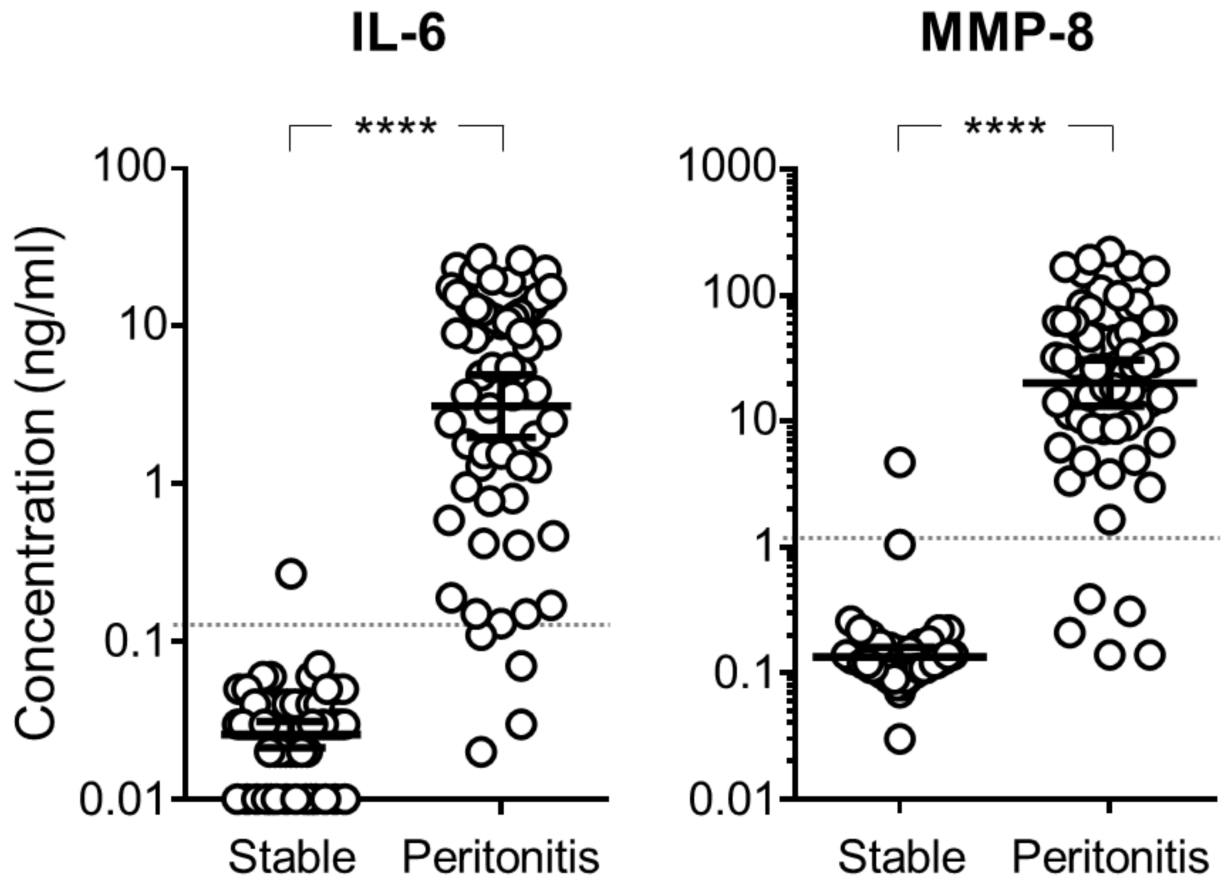 IL-6
MMP-8
****
****
Concentration (ng/ml)
100
10
1
0.1
0.01
1000
100
10
1
0.1
0.01
Stable
Peritonitis
Stable
Peritonitis